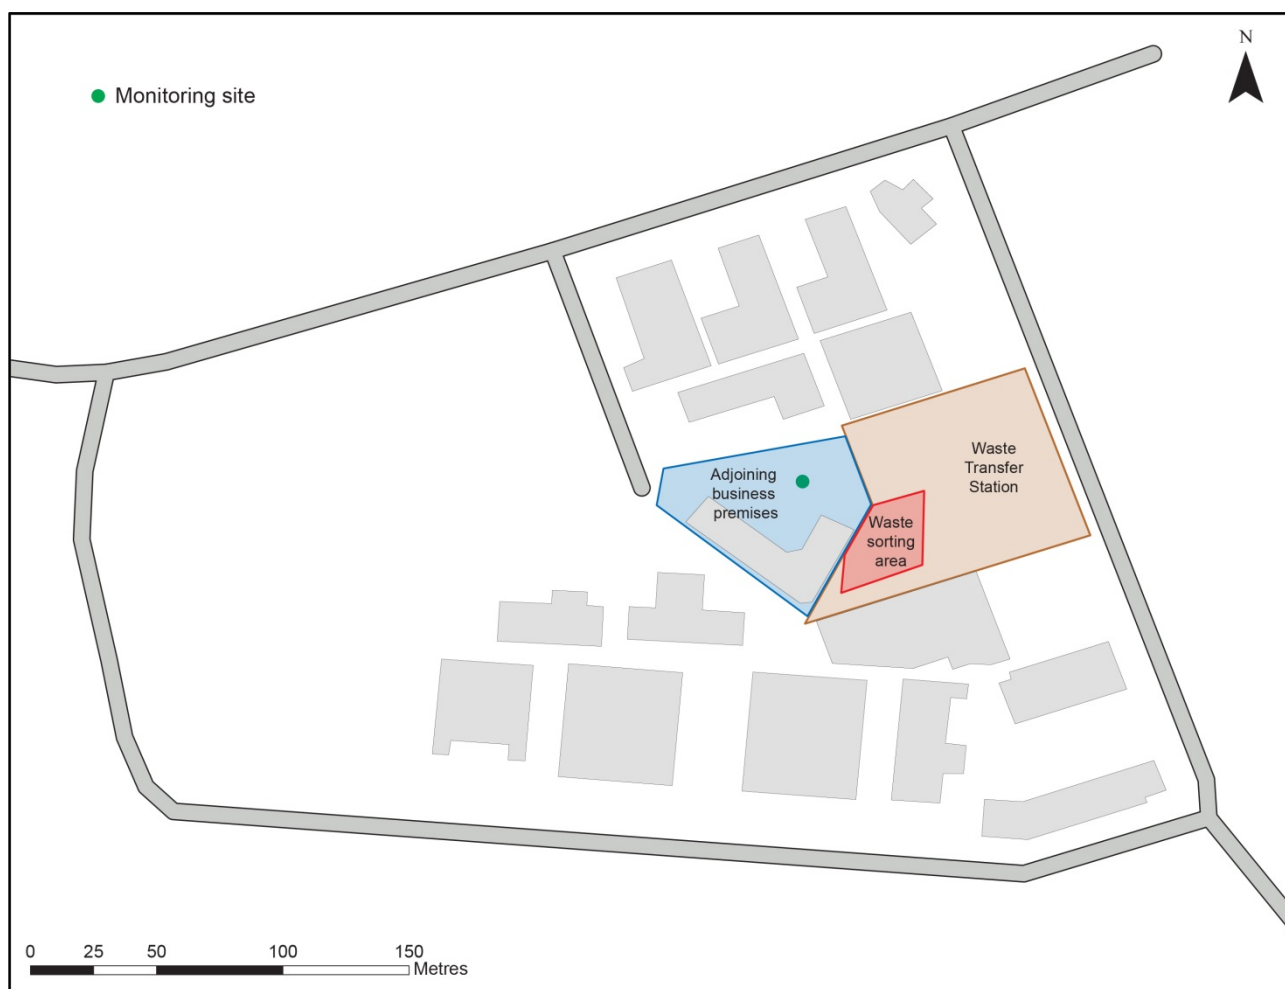 N
Monitoring site
Waste
Transfer
Station
Adjoining
business
premises
Waste
sorting
area
0 25 50 100 150
Metres